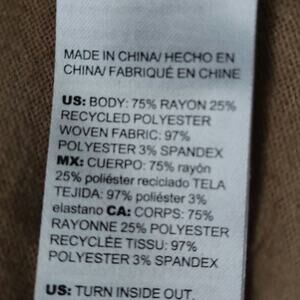 MADE IN CHINA/ HECHO EN
CHINA/ FABRIQUÉ EN CHINE
US: BODY: 75% RAYON 25%
RECYCLED POLYESTER
WOVEN FABRIC: 97%
POLYESTER 3% SPANDEX
MX: CUERPO: 75% rayón
25% poliéster reciclado TELA
TEJIDA: 97% poliéster 3%
elastano CA: CORPS: 75%
RAYONNE 25% POLYESTER
RECYCLÉE TISSU: 97%
POLYESTER 3% SPANDEX
US: TURN INSIDE OUT.